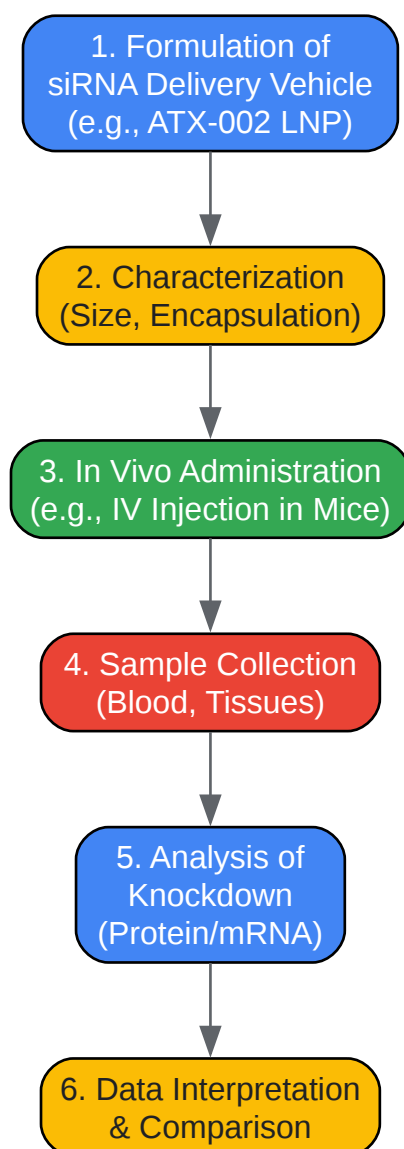 1. Formulation of
siRNA Delivery Vehicle
(e.g., ATX-002 LNP)
2. Characterization
(Size, Encapsulation)
3. In Vivo Administration
(e.g., IV Injection in Mice)
4. Sample Collection
(Blood, Tissues)
5. Analysis of
Knockdown
(Protein/mRNA)
6. Data Interpretation
& Comparison